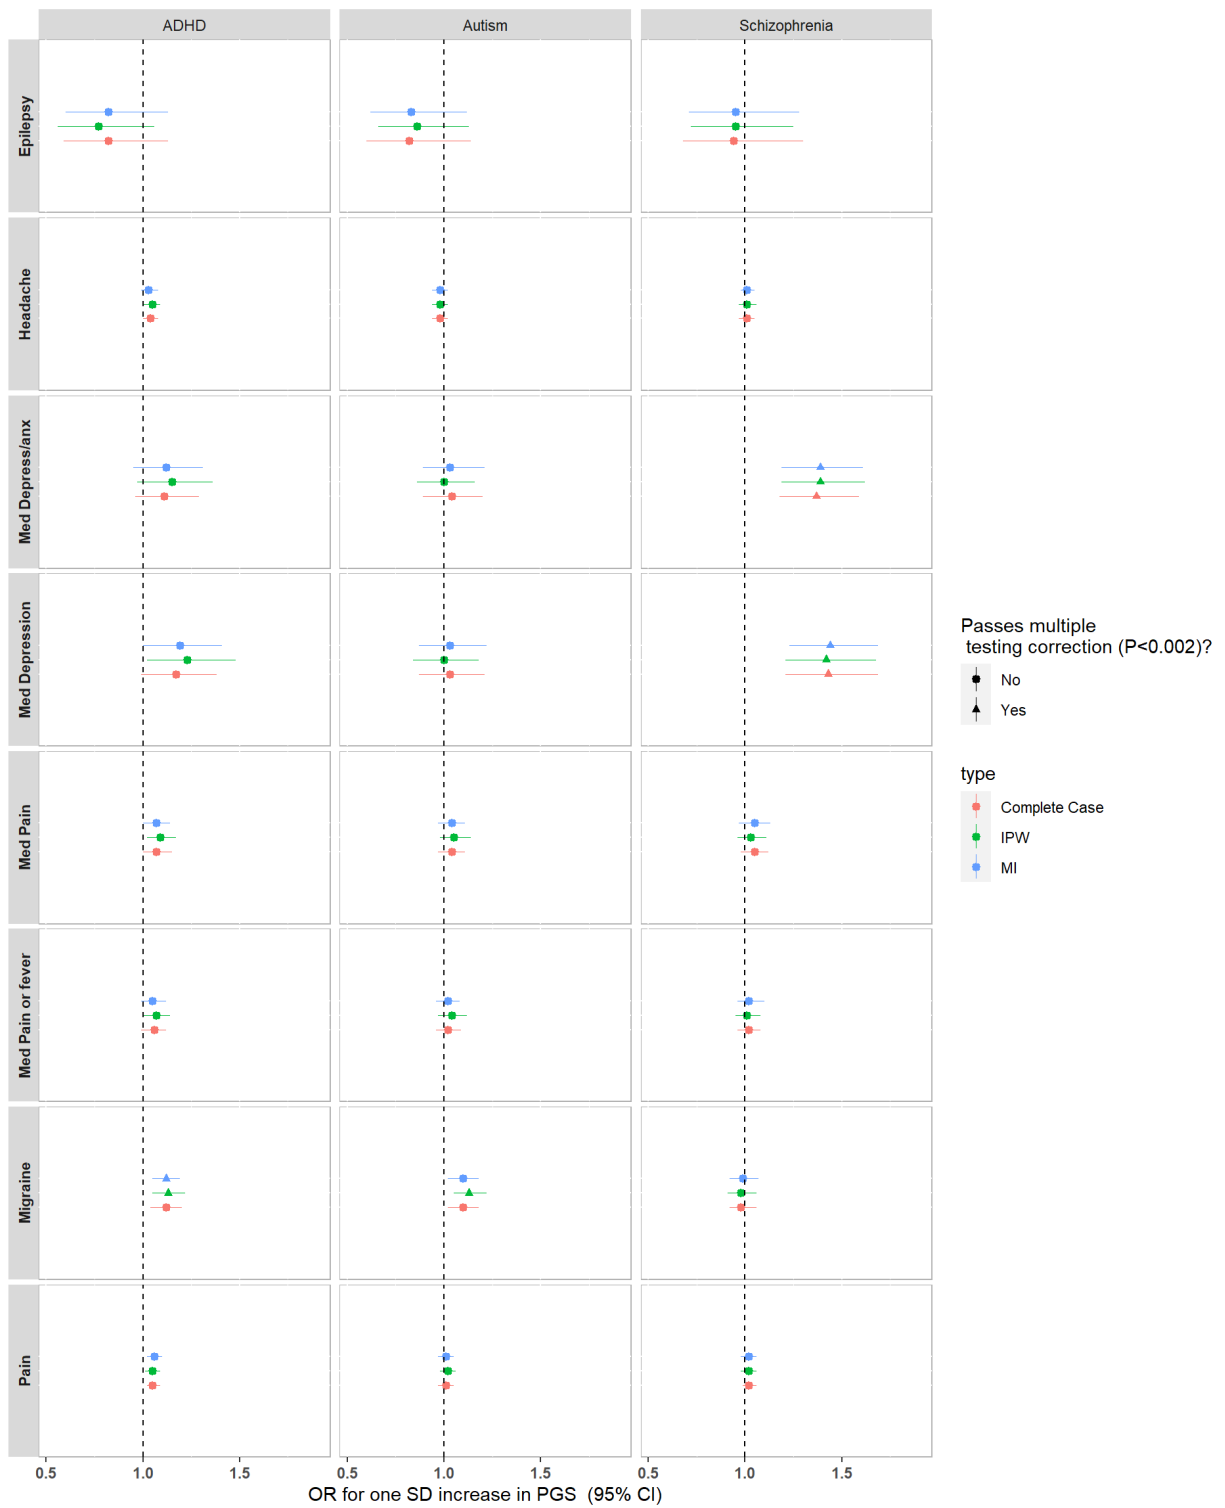 ADHD
Autism
Schizophrenia
Epilepsy
Headache
Med Depress/anx
Med Depression
Med Pain
Med Pain or fever
Migraine
Pain
0.5 1.0 1.5
0.5 1.0 1.5
0.5 1.0 1.5
OR for one SD increase in PGS  (95% CI)
Passes multiple
testing correction (P<0.002)?
No
Yes
type
Complete Case
IPW
MI